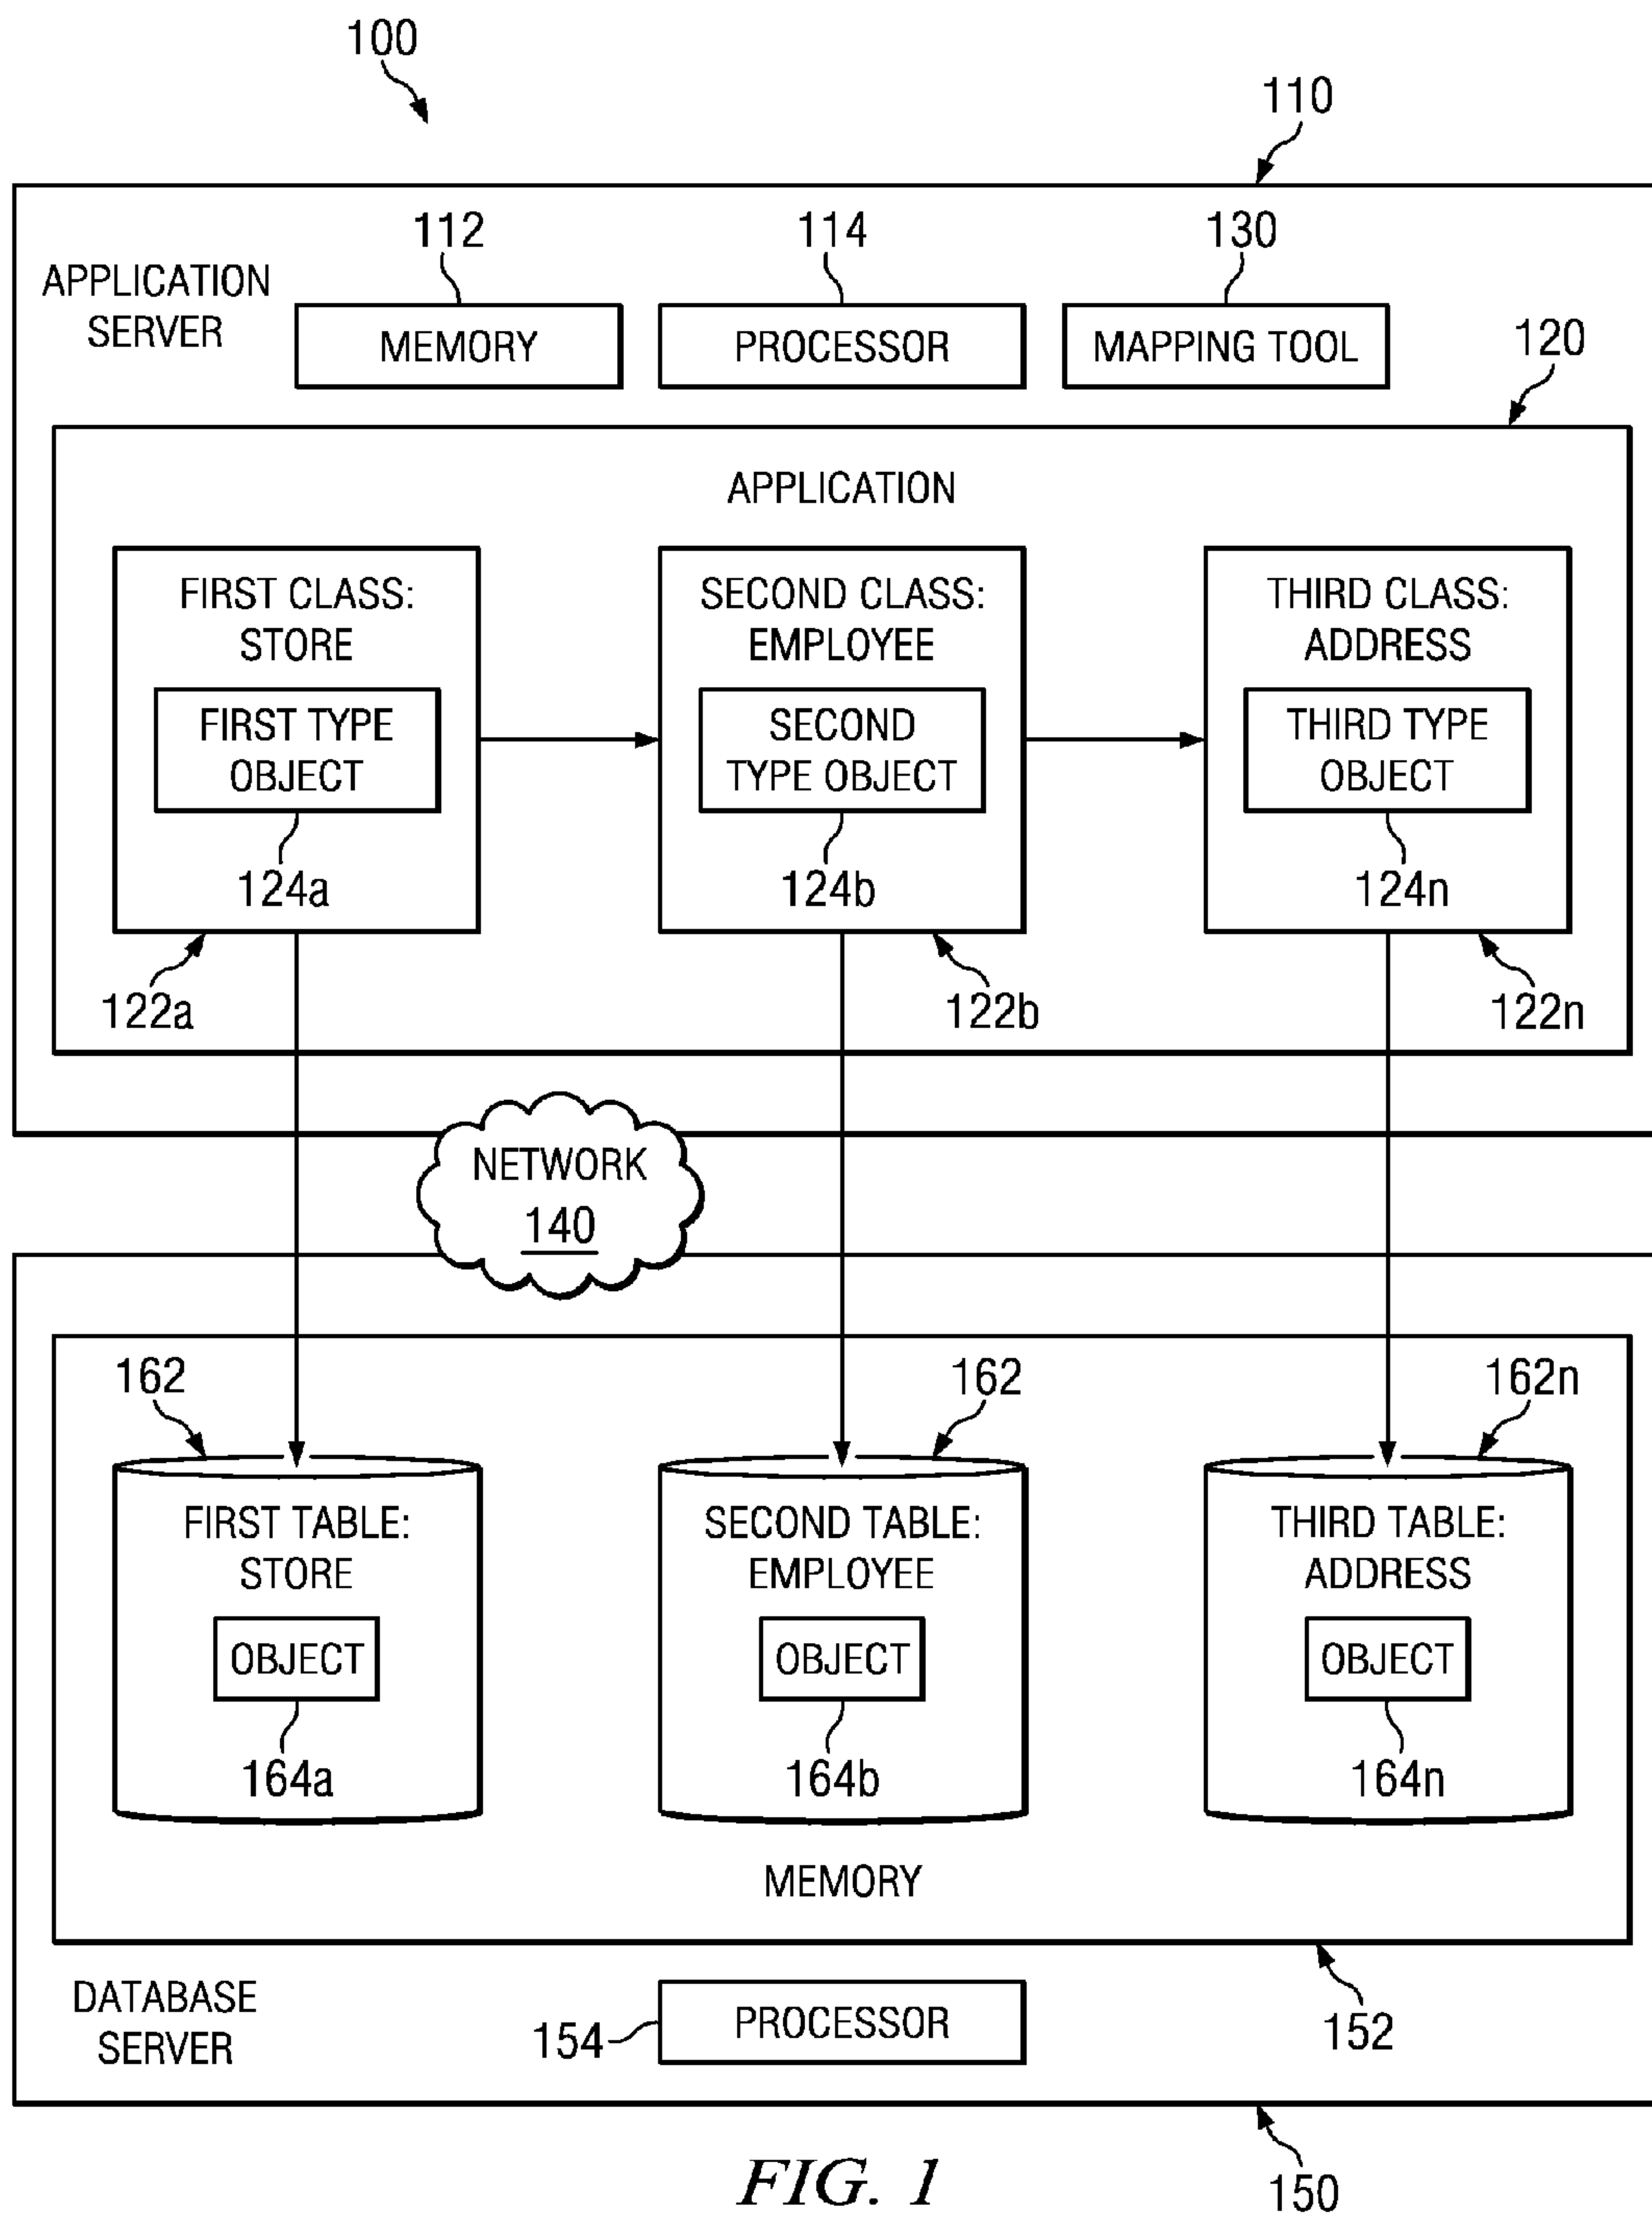 100
110
112
114
130
APPLICATION
SERVER
MEMORY
PROCESSOR
MAPPING TOOL
120
APPLICATION
FIRST CLASS:
STORE
FIRST TYPE
OBJECT
124a
122a
SECOND CLASS:
EMPLOYEE
SECOND
TYPE OBJECT
124b
122b
THIRD CLASS:
ADDRESS
THIRD TYPE
OBJECT
124n
122n
NETWORK
140
162
162
162n
FIRST TABLE:
STORE
OBJECT
164a
SECOND TABLE:
EMPLOYEE
OBJECT
164b
THIRD TABLE:
ADDRESS
OBJECT
164n
MEMORY
152
DATABASE
SERVER
154
PROCESSOR
150
FIG. 1